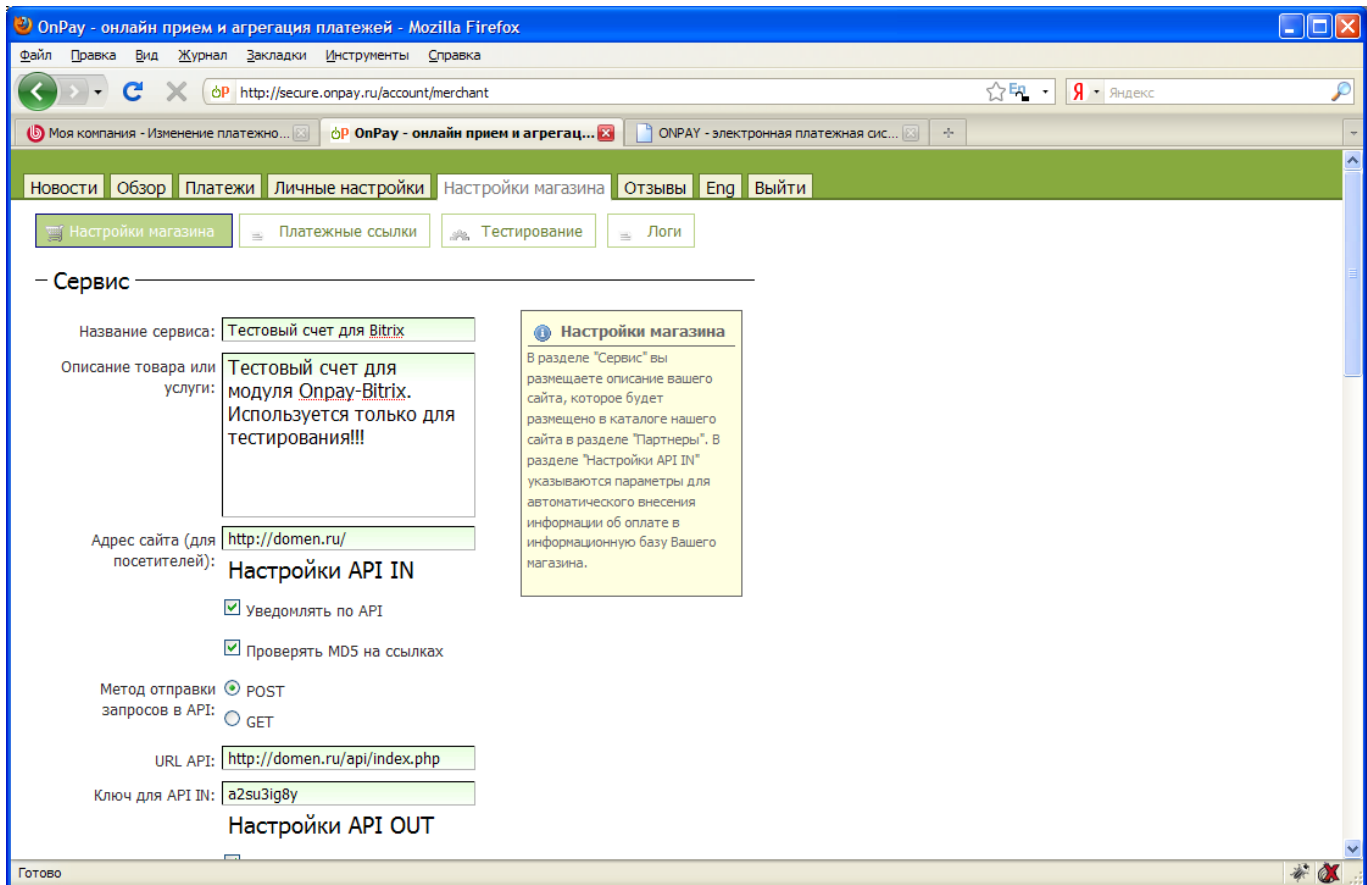 OnPay - онлайн прием и агрегация платежей - Mozilla Firefox
Файл Правка Вид Журнал Закладки Инструменты Справка
http://secure.onpay.ru/account/merchant Яндекс
Моя компания - Изменение платежно... OnPay - онлайн прием и агрегац... ONPAY - электронная платежная сис...
Новости Обзор Платежи Личные настройки Настройки магазина Отзывы Eng Выйти
Настройки магазина Платежные ссылки Тестирование Логи
Сервис
Название сервиса: Тестовый счет для Bitrix
Описание товара или услуги:
Тестовый счет для
модуля Onpay-Bitrix.
Используется только для
тестирования!!!
Настройки магазина
В разделе "Сервис" вы
размещаете описание вашего
сайта, которое будет
размещено в каталоге нашего
сайта в разделе "Партнеры". В
разделе "Настройки API IN"
указываются параметры для
автоматического внесения
информации об оплате в
информационную базу Вашего
магазина.
Адрес сайта (для посетителей): http://domen.ru/
Настройки API IN
Уведомлять по API
Проверять MD5 на ссылках
Метод отправки запросов в API:
POST
GET
URL API: http://domen.ru/api/index.php
Ключ для API IN: a2su3ig8y
Настройки API OUT
Готово